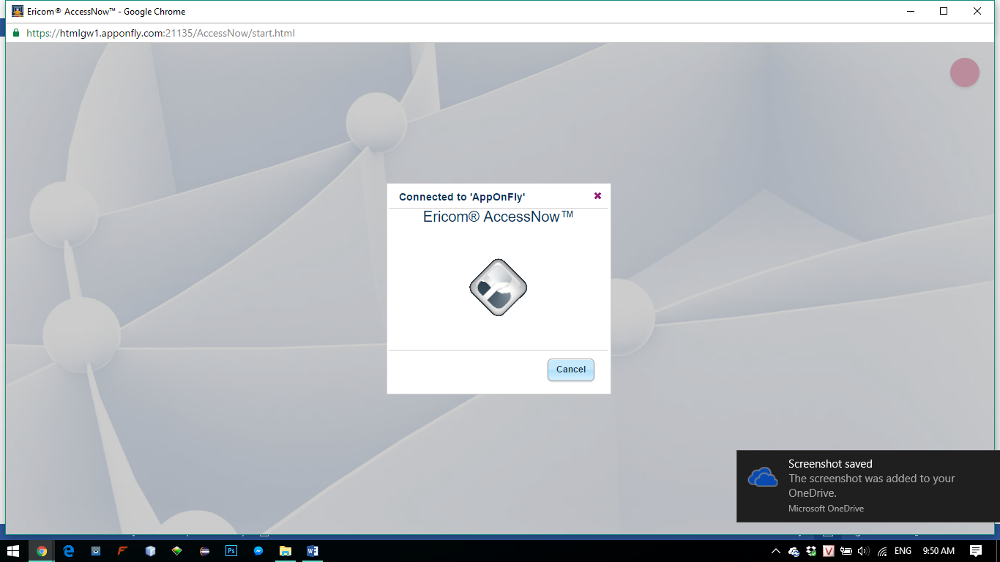 Ericom® AccessNow™ - Google Chrome
https://htmlgw1.apponfly.com:21135/AccessNow/start.html
Connected to 'AppOnFly'
Ericom® AccessNow™
Cancel
Screenshot saved
The screenshot was added to your
OneDrive.
Microsoft OneDrive
Ps
ENG
9:50 AM